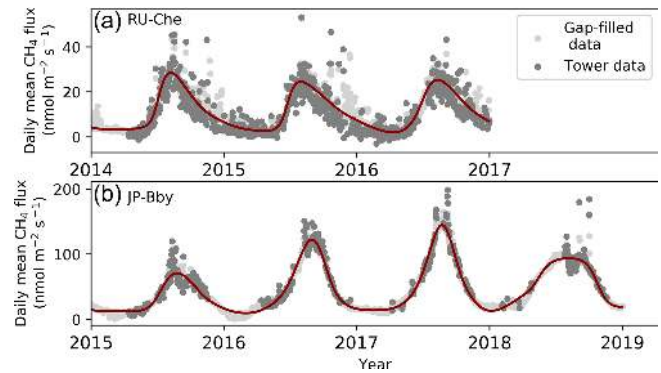 (a) RU-Che
Gap-filled
data
Tower data
Daily mean CH₄ flux
(nmol m⁻² s⁻¹)
40
20
0
2014 2015 2016 2017
(b) JP-Bby
Daily mean CH₄ flux
(nmol m⁻² s⁻¹)
200
100
0
2015 2016 2017 2018 2019
Year